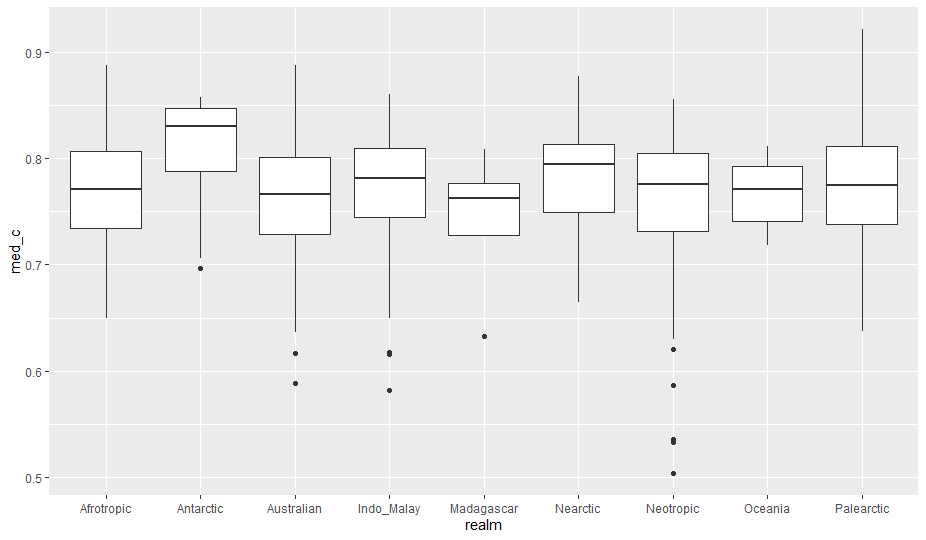 med_c
0.9
0.8
0.7
0.6
0.5
Afrotropic Antarctic Australian Indo_Malay Madagascar Nearctic Neotropic Oceania Palearctic
realm